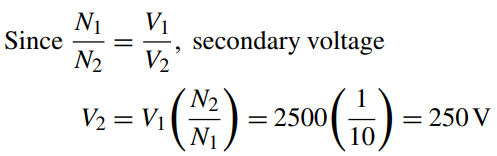 Since N₁/N₂ = V₁/V₂, secondary voltage
V₂ = V₁(N₂/N₁) = 2500(1/10) = 250 V